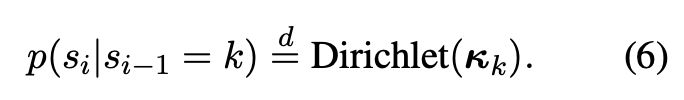 p(s_i|s_{i−1} = k) \overset{d}{=} Dirichlet(κ_k). (6)